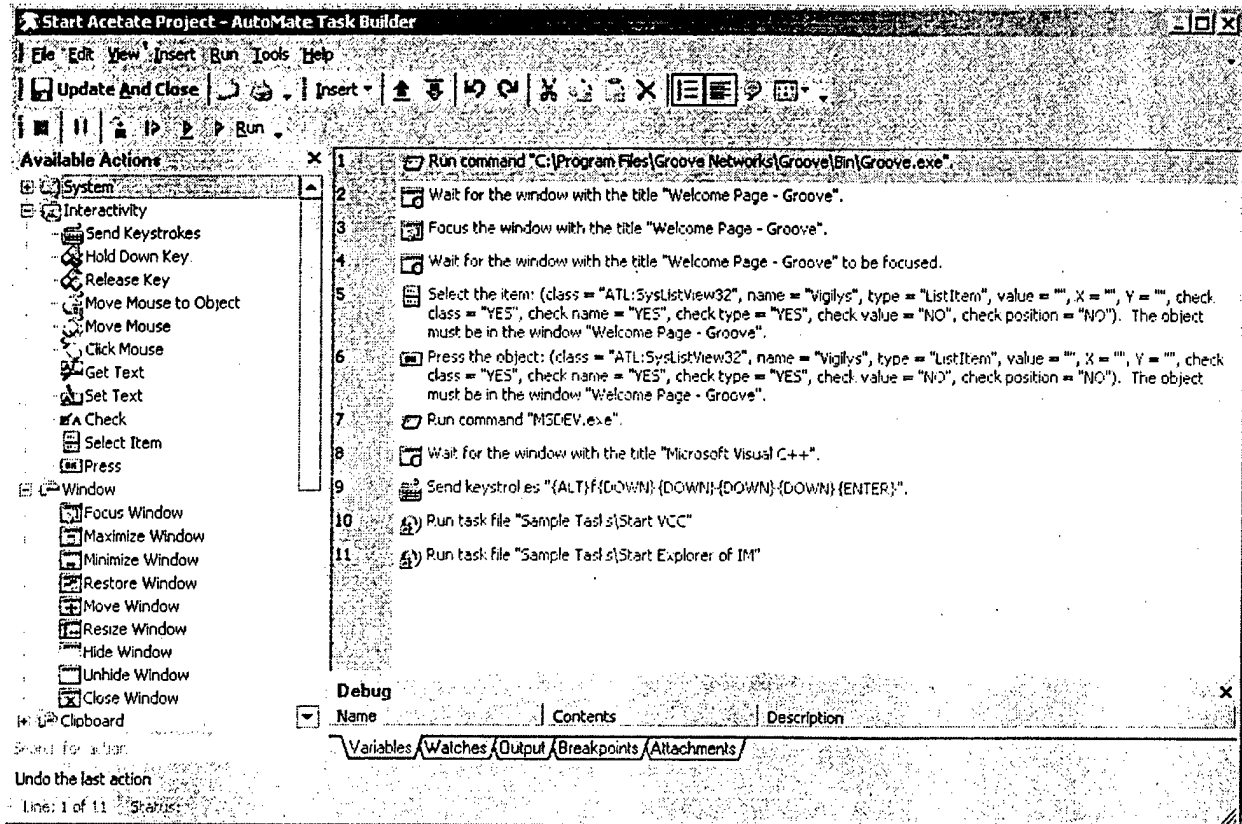 Start Acetate Project - AutoMate Task Builder
File Edit View Insert Run Tools Help
Update And Close Insert
Run
Available Actions
System
Interactivity
Send Keystrokes
Hold Down Key
Release Key
Move Mouse to Object
Move Mouse
Click Mouse
Get Text
Set Text
Check
Select Item
Press
Window
Focus Window
Maximize Window
Minimize Window
Restore Window
Move Window
Resize Window
Hide Window
Unhide Window
Close Window
Clipboard
1 Run command "C:\Program Files\Groove Networks\Groove\Bin\Groove.exe".
2 Wait for the window with the title "Welcome Page - Groove".
3 Focus the window with the title "Welcome Page - Groove".
4 Wait for the window with the title "Welcome Page - Groove" to be focused.
5 Select the item: (class = "ATL:SysListView32", name = "Vigilys", type = "ListItem", value = "", X = "", Y = "", check
class = "YES", check name = "YES", check type = "YES", check value = "NO", check position = "NO"). The object
must be in the window "Welcome Page - Groove".
6 Press the object: (class = "ATL:SysListView32", name = "Vigilys", type = "ListItem", value = "", X = "", Y = "", check
class = "YES", check name = "YES", check type = "YES", check value = "NO", check position = "NO"). The object
must be in the window "Welcome Page - Groove".
7 Run command "MSDEV.exe".
8 Wait for the window with the title "Microsoft Visual C++".
9 Send keystrokes "{ALT}f{DOWN}{DOWN}{DOWN}{DOWN}{ENTER}".
10 Run task file "Sample Tasks\Start VCC"
11 Run task file "Sample Tasks\Start Explorer of IM"
Debug
Name Contents Description
Variables Watches Output Breakpoints Attachments
Search for action
Undo the last action
Line: 1 of 11 Status: